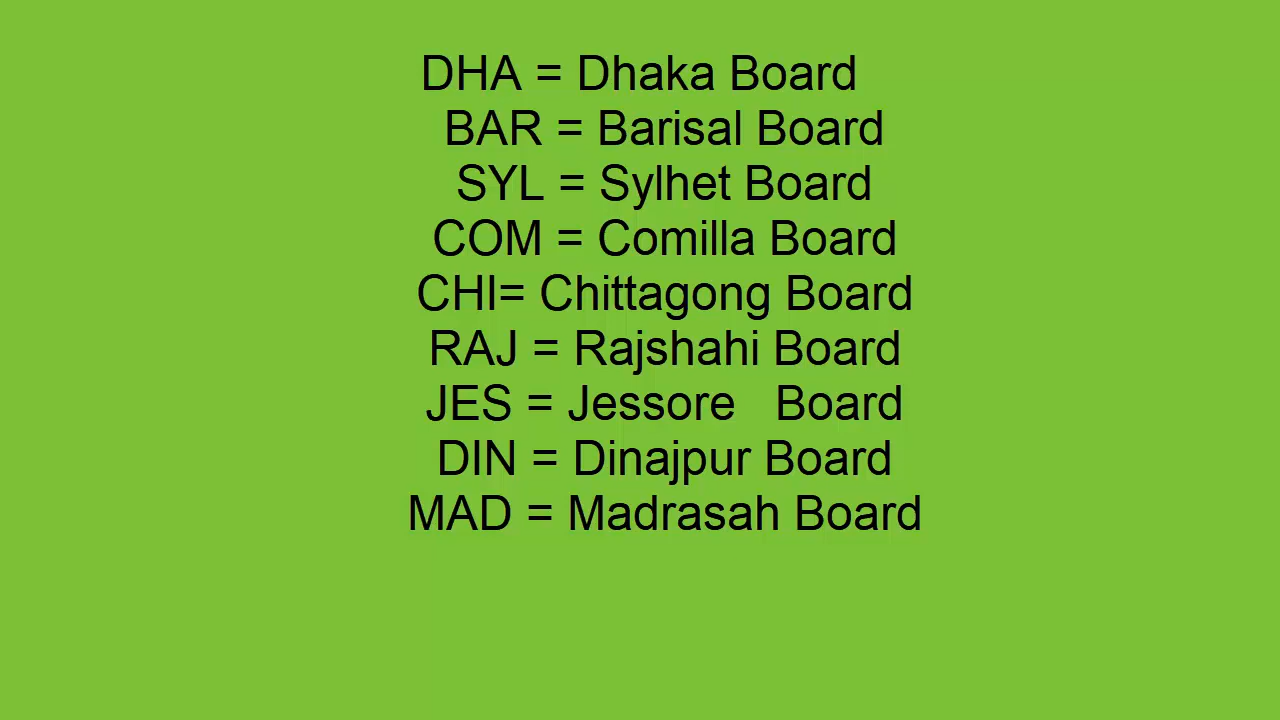 DHA = Dhaka Board
BAR = Barisal Board
SYL = Sylhet Board
COM = Comilla Board
CHI= Chittagong Board
RAJ = Rajshahi Board
JES = Jessore   Board
DIN = Dinajpur Board
MAD = Madrasah Board